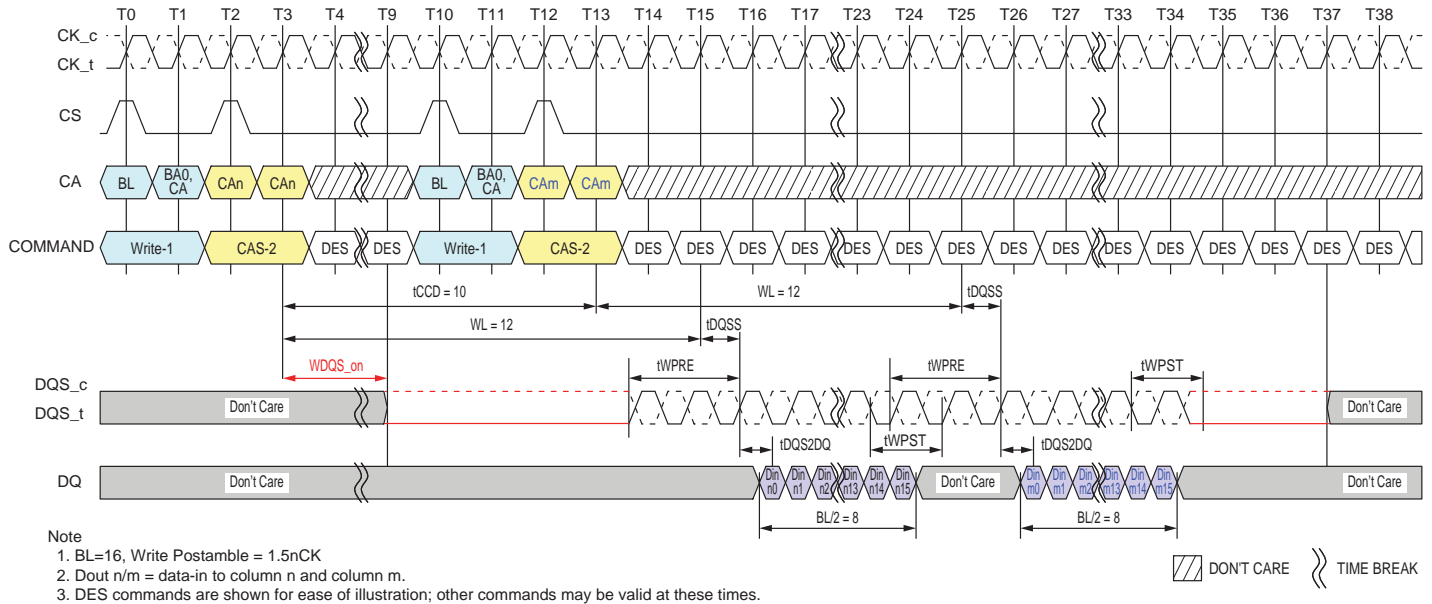 T0 T1 T2 T3 T4 T9 T10 T11 T12 T13 T14 T15 T16 T17 T23 T24 T25 T26 T27 T33 T34 T35 T36 T37 T38
CK_c
CK_t
CS
CA BL BA0, CA CAn CAn BL BA0, CA CAm CAm
COMMAND Write-1 CAS-2 DES DES Write-1 CAS-2 DES DES DES DES DES DES DES DES DES DES DES DES DES DES DES
tCCD = 10 WL = 12 tDQSS
WL = 12 tDQSS
WDQS_on tWPRE tWPRE tWPST
DQS_c
DQS_t Don't Care Don't Care
tDQS2DQ tWPST tDQS2DQ
DQ Don't Care Din n0 Din n1 Din n2 Din n13 Din n14 Din n15 Don't Care Din m0 Din m1 Din m2 Din m13 Din m14 Din m15 Don't Care
BL/2 = 8 BL/2 = 8
Note
1. BL=16, Write Postamble = 1.5nCK
2. Dout n/m = data-in to column n and column m.
3. DES commands are shown for ease of illustration; other commands may be valid at these times.
DON'T CARE TIME BREAK